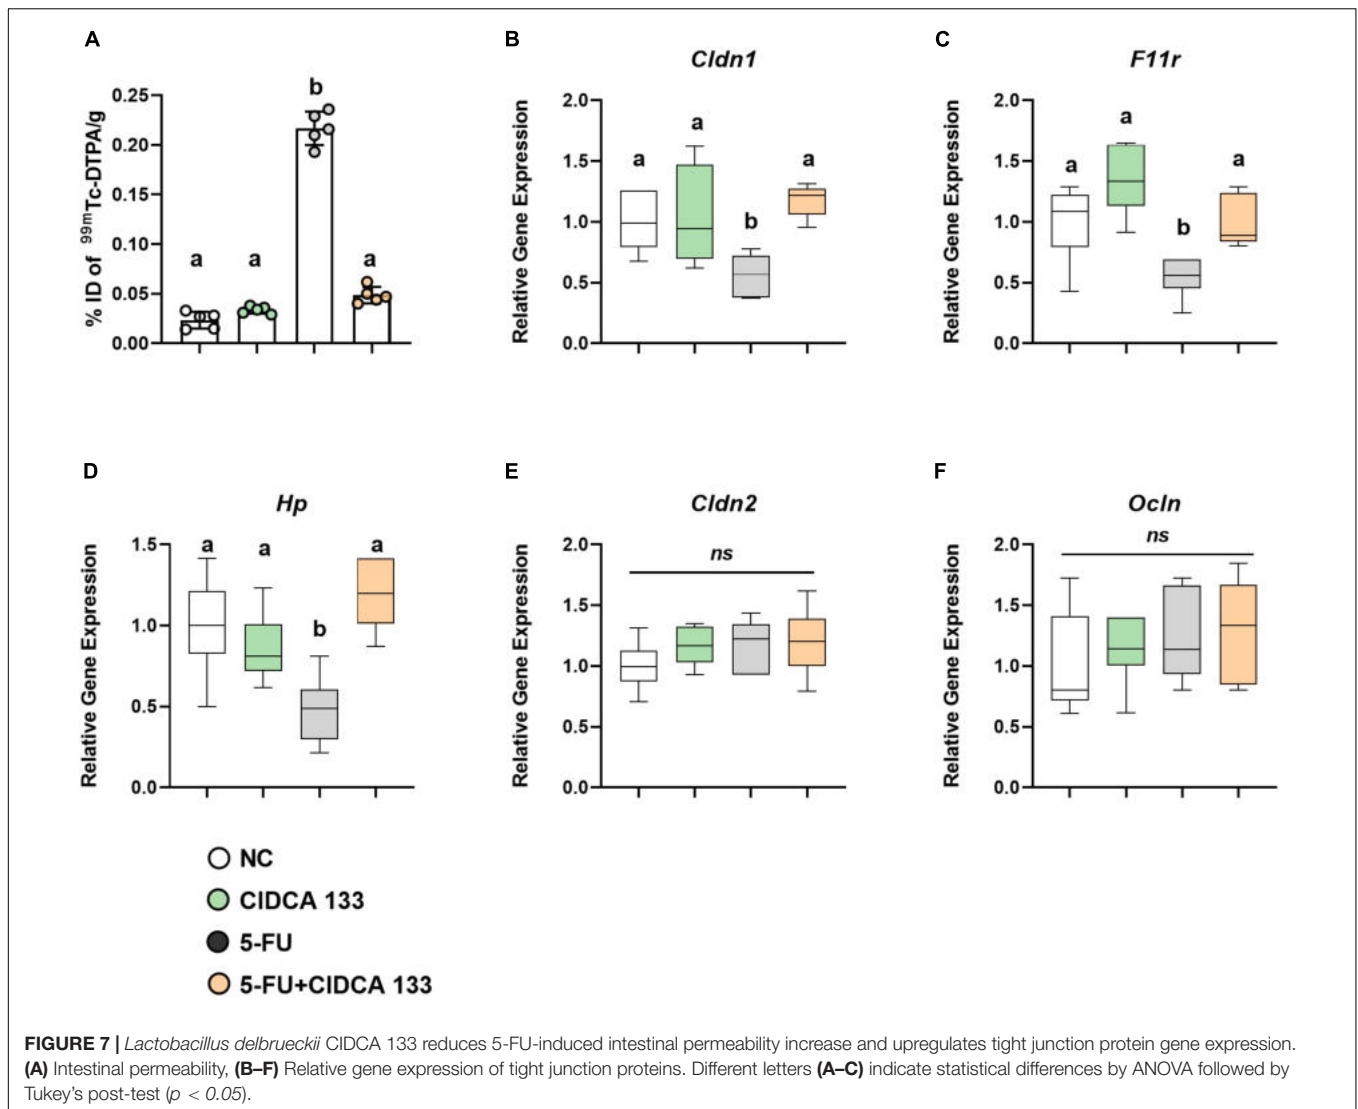 A
% ID of 99mTc-DTPA/g
0.25
0.20
0.15
0.10
0.05
0.00
a
a
b
a
B
Cldn1
Relative Gene Expression
2.0
1.5
1.0
0.5
0.0
a
a
b
a
C
F11r
Relative Gene Expression
2.0
1.5
1.0
0.5
0.0
a
a
b
a
D
Hp
Relative Gene Expression
1.5
1.0
0.5
0.0
a
a
b
a
E
Cldn2
Relative Gene Expression
2.0
1.5
1.0
0.5
0.0
ns
F
Ocln
Relative Gene Expression
2.0
1.5
1.0
0.5
0.0
ns
NC
CIDCA 133
5-FU
5-FU+CIDCA 133
FIGURE 7 | Lactobacillus delbrueckii CIDCA 133 reduces 5-FU-induced intestinal permeability increase and upregulates tight junction protein gene expression.
(A) Intestinal permeability, (B–F) Relative gene expression of tight junction proteins. Different letters (A–C) indicate statistical differences by ANOVA followed by
Tukey's post-test (p < 0.05).